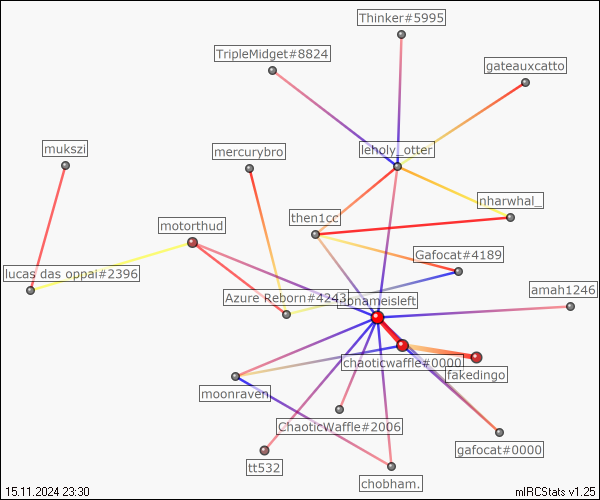 Thinker#5995
TripleMidget#8824
gateauxcatto
mukszi
mercurybro
leholy_otter
nharwhal_
then1cc
motorthud
Gafocat#4189
lucas das oppai#2396
amah1246
Azure Reborn#4243
nameisleft
chaoticwaffle#0000
fakedingo
moonraven
ChaoticWaffle#2006
gafocat#0000
tt532
chobham.
15.11.2024 23:30
mIRCStats v1.25